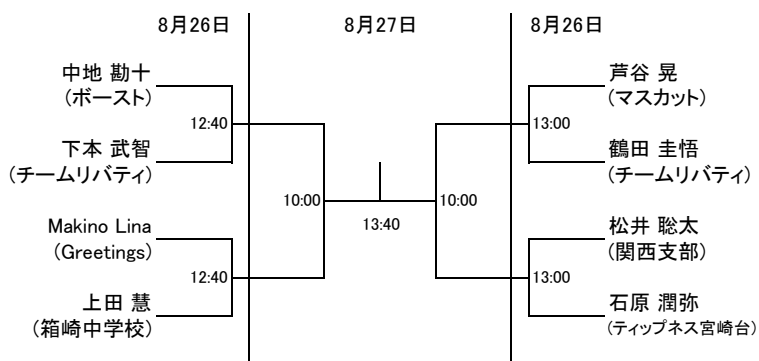 8月26日
8月27日
8月26日
中地 勘十
(ボースト)
12:40
下本 武智
(チームリバティ)
Makino Lina
(Greetings)
12:40
上田 慧
(箱崎中学校)
10:00
13:40
10:00
芦谷 晃
(マスカット)
13:00
鶴田 圭悟
(チームリバティ)
松井 聡太
(関西支部)
13:00
石原 潤弥
(ティップネス宮崎台)